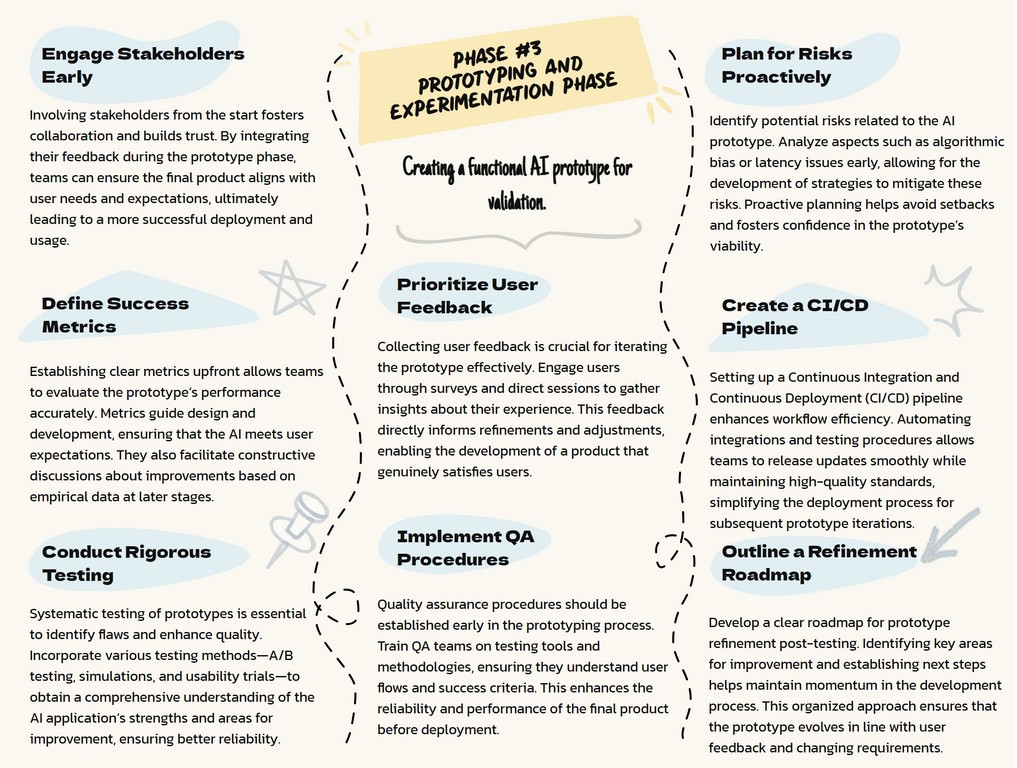 PHASE #3
PROTOTYPING AND
EXPERIMENTATION PHASE
Creating a functional AI prototype for
validation.
Engage Stakeholders
Early
Involving stakeholders from the start fosters
collaboration and builds trust. By integrating
their feedback during the prototype phase,
teams can ensure the final product aligns with
user needs and expectations, ultimately
leading to a more successful deployment and
usage.
Define Success
Metrics
Establishing clear metrics upfront allows teams
to evaluate the prototype's performance
accurately. Metrics guide design and
development, ensuring that the AI meets user
expectations. They also facilitate constructive
discussions about improvements based on
empirical data at later stages.
Conduct Rigorous
Testing
Systematic testing of prototypes is essential
to identify flaws and enhance quality.
Incorporate various testing methods—A/B
testing, simulations, and usability trials—to
obtain a comprehensive understanding of the
AI application's strengths and areas for
improvement, ensuring better reliability.
Prioritize User
Feedback
Collecting user feedback is crucial for iterating
the prototype effectively. Engage users
through surveys and direct sessions to gather
insights about their experience. This feedback
directly informs refinements and adjustments,
enabling the development of a product that
genuinely satisfies users.
Implement QA
Procedures
Quality assurance procedures should be
established early in the prototyping process.
Train QA teams on testing tools and
methodologies, ensuring they understand user
flows and success criteria. This enhances the
reliability and performance of the final product
before deployment.
Plan for Risks
Proactively
Identify potential risks related to the AI
prototype. Analyze aspects such as algorithmic
bias or latency issues early, allowing for the
development of strategies to mitigate these
risks. Proactive planning helps avoid setbacks
and fosters confidence in the prototype's
viability.
Create a CI/CD
Pipeline
Setting up a Continuous Integration and
Continuous Deployment (CI/CD) pipeline
enhances workflow efficiency. Automating
integrations and testing procedures allows
teams to release updates smoothly while
maintaining high-quality standards,
simplifying the deployment process for
subsequent prototype iterations.
Outline a Refinement
Roadmap
Develop a clear roadmap for prototype
refinement post-testing. Identifying key areas
for improvement and establishing next steps
helps maintain momentum in the development
process. This organized approach ensures that
the prototype evolves in line with user
feedback and changing requirements.